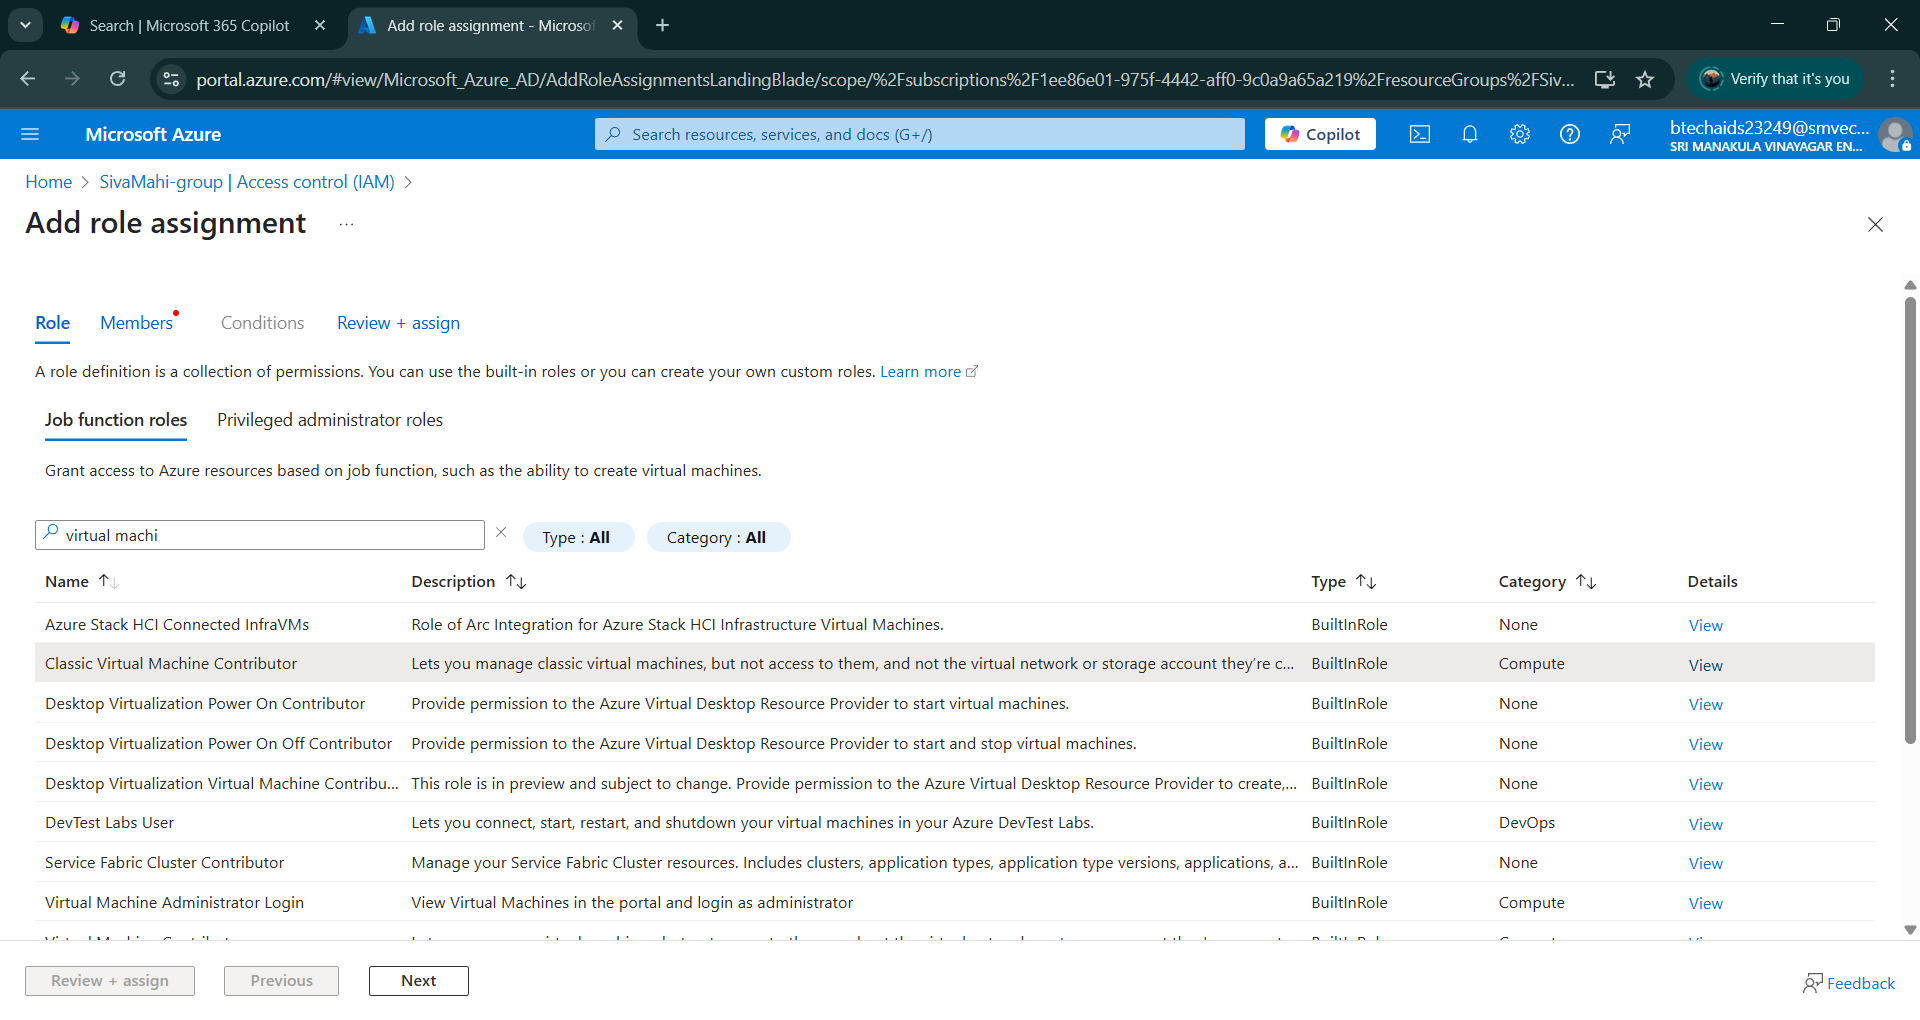 Search | Microsoft 365 Copilot
Add role assignment - Microsof
portal.azure.com/#view/Microsoft_Azure_AD/AddRoleAssignmentsLandingBlade/scope/%2Fsubscriptions%2F1ee86e01-975f-4442-aff0-9c0a9a65a219%2FresourceGroups%2FSiv...
Verify that it's you
Microsoft Azure
Search resources, services, and docs (G+/)
Copilot
btechaids23249@smvec...
SRI MANAKULA VINAYAGAR EN...
Home > SivaMahi-group | Access control (IAM) >
Add role assignment ...
Role Members Conditions Review + assign
A role definition is a collection of permissions. You can use the built-in roles or you can create your own custom roles. Learn more
Job function roles Privileged administrator roles
Grant access to Azure resources based on job function, such as the ability to create virtual machines.
virtual machi Type : All Category : All
Name Description Type Category Details
Azure Stack HCI Connected InfraVMs Role of Arc Integration for Azure Stack HCI Infrastructure Virtual Machines. BuiltInRole None View
Classic Virtual Machine Contributor Lets you manage classic virtual machines, but not access to them, and not the virtual network or storage account they're c... BuiltInRole Compute View
Desktop Virtualization Power On Contributor Provide permission to the Azure Virtual Desktop Resource Provider to start virtual machines. BuiltInRole None View
Desktop Virtualization Power On Off Contributor Provide permission to the Azure Virtual Desktop Resource Provider to start and stop virtual machines. BuiltInRole None View
Desktop Virtualization Virtual Machine Contribu... This role is in preview and subject to change. Provide permission to the Azure Virtual Desktop Resource Provider to create,... BuiltInRole None View
DevTest Labs User Lets you connect, start, restart, and shutdown your virtual machines in your Azure DevTest Labs. BuiltInRole DevOps View
Service Fabric Cluster Contributor Manage your Service Fabric Cluster resources. Includes clusters, application types, application type versions, applications, a... BuiltInRole None View
Virtual Machine Administrator Login View Virtual Machines in the portal and login as administrator BuiltInRole Compute View
Review + assign Previous Next
Feedback